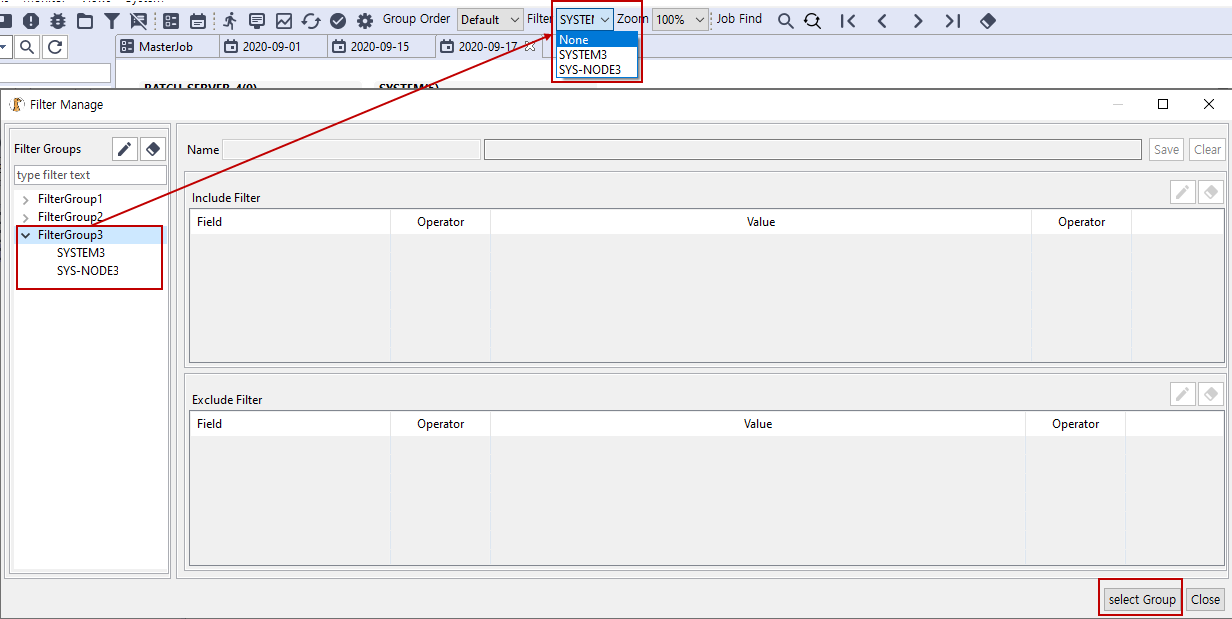 Group Order Default Filter SYSTEM Zoom 100% Job Find
None
SYSTEM3
SYS-NODE3
MasterJob 2020-09-01 2020-09-15 2020-09-17
Filter Manage
Filter Groups
type filter text
FilterGroup1
FilterGroup2
FilterGroup3
SYSTEM3
SYS-NODE3
Name Save Clear
Include Filter
Field Operator Value Operator
Exclude Filter
Field Operator Value Operator
select Group Close